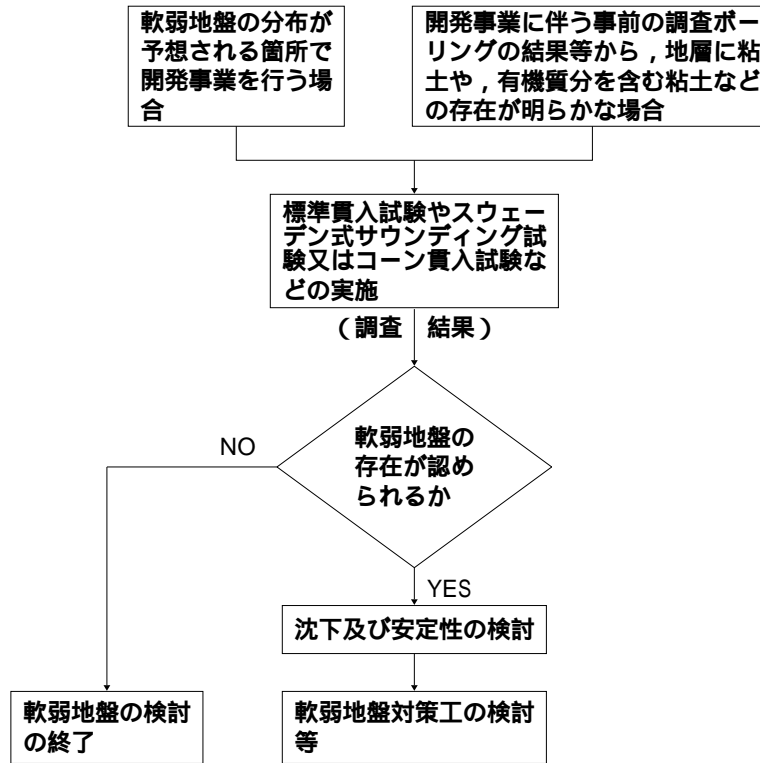 軟弱地盤の分布が
予想される箇所で
開発事業を行う場
合
開発事業に伴う事前の調査ボー
リングの結果等から，地層に粘
土や，有機質分を含む粘土など
の存在が明らかな場合
標準貫入試験やスウェー
デン式サウンディング試
験又はコーン貫入試験な
どの実施
（調査 結果）
軟弱地盤の
存在が認め
られるか
NO
YES
沈下及び安定性の検討
軟弱地盤の検討
の終了
軟弱地盤対策工の検討
等